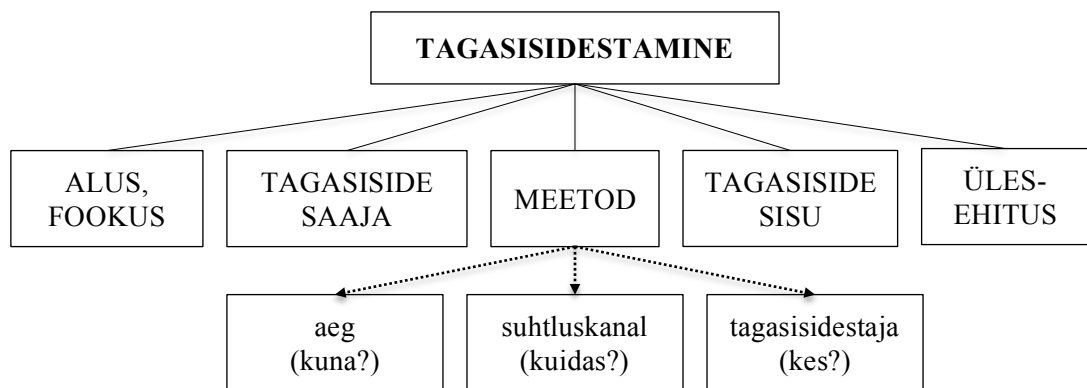 TAGASISIDESTAMINE
ALUS,
FOOKUS
TAGASISIDE
SAAJA
MEETOD
TAGASISIDE
SISU
ÜLES-
EHITUS
aeg
(kuna?)
suhtluskanal
(kuidas?)
tagasisidestaja
(kes?)